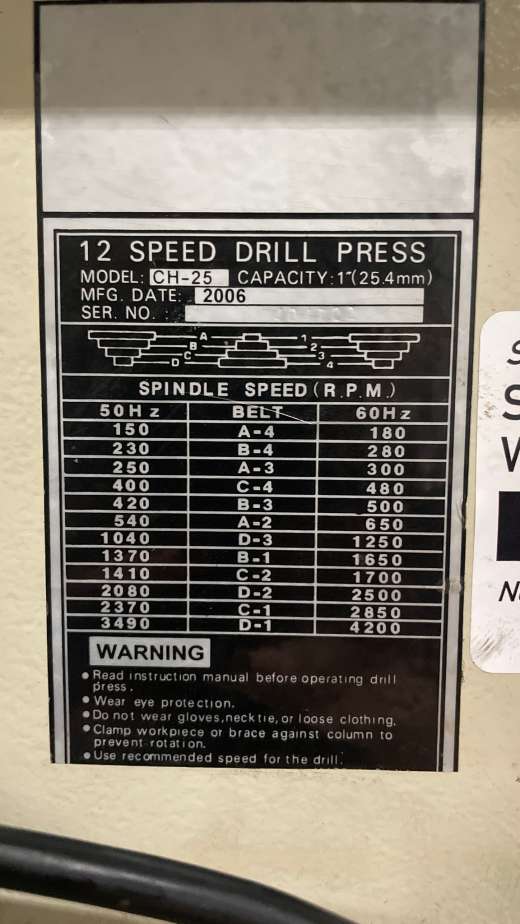 12 SPEED DRILL PRESS
MODEL: CH-25 CAPACITY:1"(25.4mm)
MFG. DATE: 2006
SER. NO. :
A 1
B 2
C 3
D 4
SPINDLE SPEED(R.P.M.)
50Hz BELT 60Hz
150 A-4 180
230 B-4 280
250 A-3 300
400 C-4 480
420 B-3 500
540 A-2 650
1040 D-3 1250
1370 B-1 1650
1410 C-2 1700
2080 D-2 2500
2370 C-1 2850
3490 D-1 4200
WARNING
● Read instruction manual before operating drill
press.
● Wear eye protection.
● Do not wear gloves,necktie,or loose clothing,
● Clamp workpiece or brace against column to
prevent rotation.
● Use recommended speed for the drill.